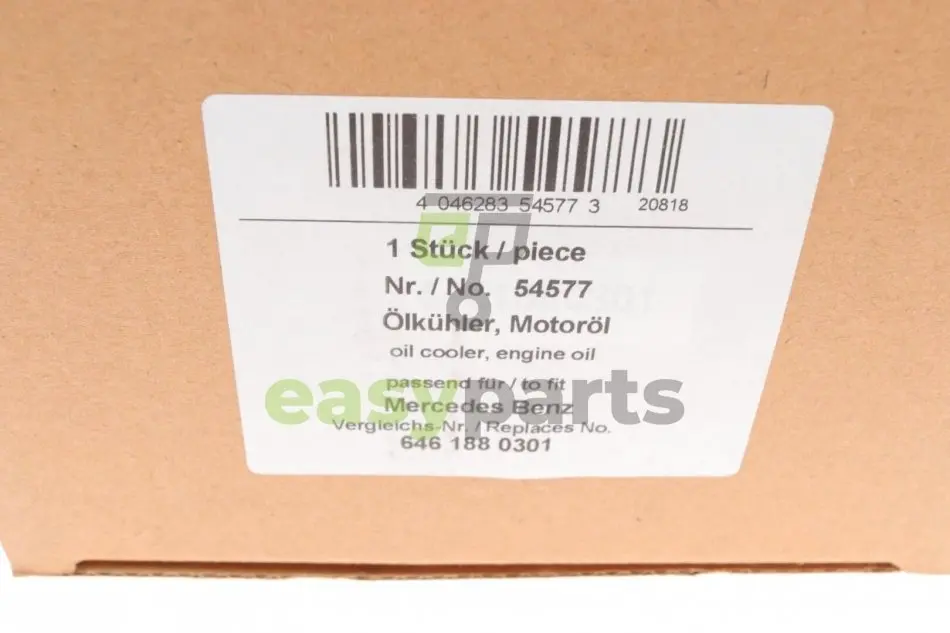 4 046283 54577 3 20818
1 Stück / piece
Nr. / No. 54577
Ölkühler, Motoröl
oil cooler, engine oil
passend für / to fit
easyparts
Mercedes Benz
Vergleichs-Nr. / Replaces No.
646 188 0301